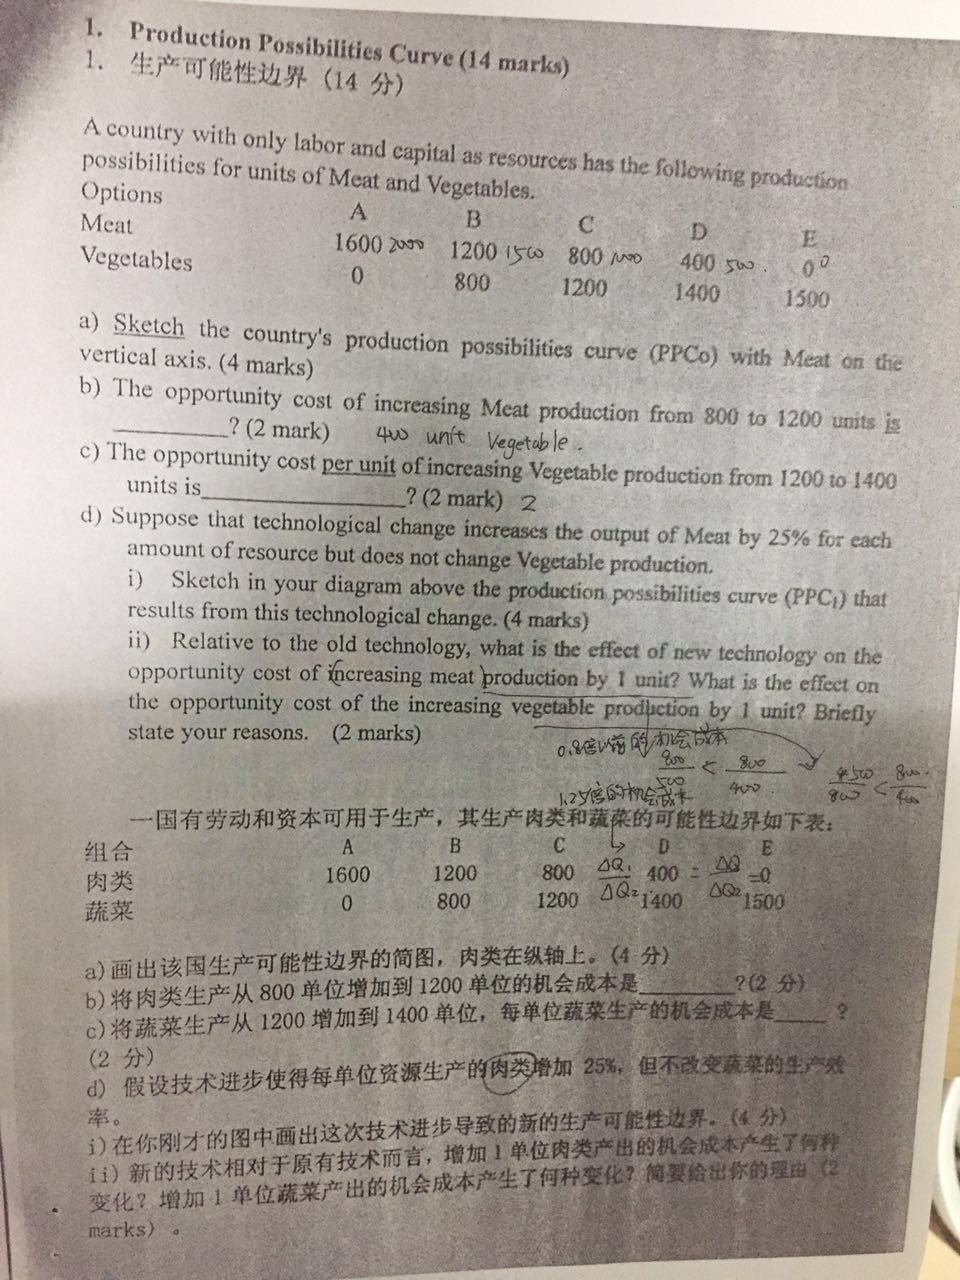 1. Production Possibilities Curve (14 marks)
1. 生产可能性边界 (14 分)
A country with only labor and capital as resources has the following production
possibilities for units of Meat and Vegetables.
Options A B C D E
Meat 1600 2000 1200 1500 800 1000 400 500. 0 0
Vegetables 0 800 1200 1400 1500
a) Sketch the country's production possibilities curve (PPCo) with Meat on the
vertical axis. (4 marks)
b) The opportunity cost of increasing Meat production from 800 to 1200 units is
__________? (2 mark) 400 unit Vegetable.
c) The opportunity cost per unit of increasing Vegetable production from 1200 to 1400
units is__________________? (2 mark) 2
d) Suppose that technological change increases the output of Meat by 25% for each
amount of resource but does not change Vegetable production.
i) Sketch in your diagram above the production possibilities curve (PPC₁) that
results from this technological change. (4 marks)
ii) Relative to the old technology, what is the effect of new technology on the
opportunity cost of increasing meat production by 1 unit? What is the effect on
the opportunity cost of the increasing vegetable production by 1 unit? Briefly
state your reasons. (2 marks)
0.8倍以前的机会成本
800/500 < 800/400
1.25倍的机会成本
一国有劳动和资本可用于生产，其生产肉类和蔬菜的可能性边界如下表：
组合 A B C D E
肉类 1600 1200 800 400 0
蔬菜 0 800 1200 1400 1500
ΔQ₁/ΔQ₂ = ΔQ/ΔQ₂
a)画出该国生产可能性边界的简图，肉类在纵轴上。(4 分)
b)将肉类生产从 800 单位增加到 1200 单位的机会成本是________?(2 分)
c)将蔬菜生产从 1200 增加到 1400 单位，每单位蔬菜生产的机会成本是____?
(2 分)
d) 假设技术进步使得每单位资源生产的肉类增加 25%，但不改变蔬菜的生产效
率。
i)在你刚才的图中画出这次技术进步导致的新的生产可能性边界。(4 分)
ii) 新的技术相对于原有技术而言，增加 1 单位肉类产出的机会成本产生了何种
变化？增加 1 单位蔬菜产出的机会成本产生了何种变化？简要给出你的理由 (2
marks) 。